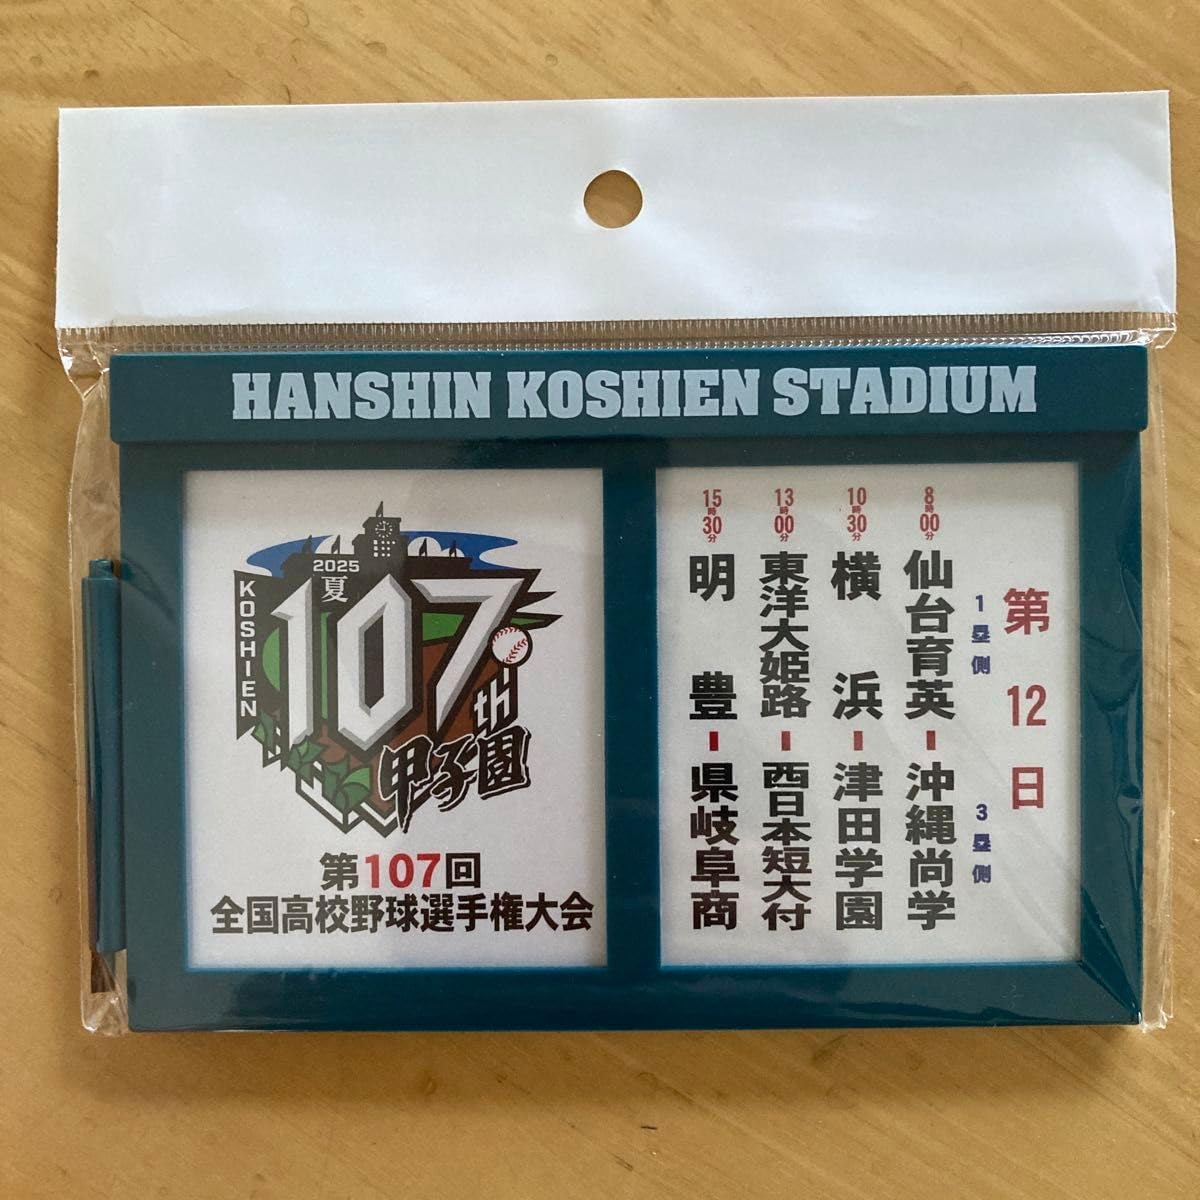 HANSHIN KOSHIEN STADIUM
KOSHIEN
2025
夏
107th
甲子園
第107回
全国高校野球選手権大会
第12日
1塁側
3塁側
8時00分
仙台育英-沖縄尚学
10時30分
横浜-津田学園
13時00分
東洋大姫路-西日本短大付
15時30分
明豊-県岐阜商